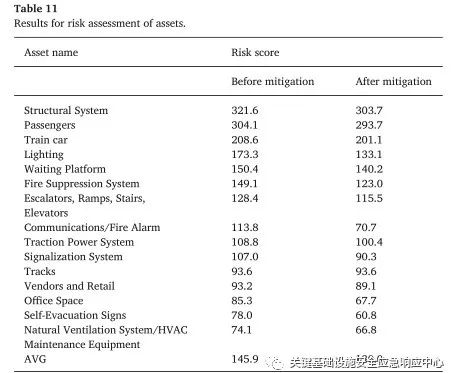 Table 11
Results for risk assessment of assets.
Asset name Risk score
Before mitigation After mitigation
Structural System 321.6 303.7
Passengers 304.1 293.7
Train car 208.6 201.1
Lighting 173.3 133.1
Waiting Platform 150.4 140.2
Fire Suppression System 149.1 123.0
Escalators, Ramps, Stairs, 128.4 115.5
Elevators
Communications/Fire Alarm 113.8 70.7
Traction Power System 108.8 100.4
Signalization System 107.0 90.3
Tracks 93.6 93.6
Vendors and Retail 93.2 89.1
Office Space 85.3 67.7
Self-Evacuation Signs 78.0 60.8
Natural Ventilation System/HVAC 74.1 66.8
Maintenance Equipment
AVG 145.9
关键基础设施安全应急响应中心